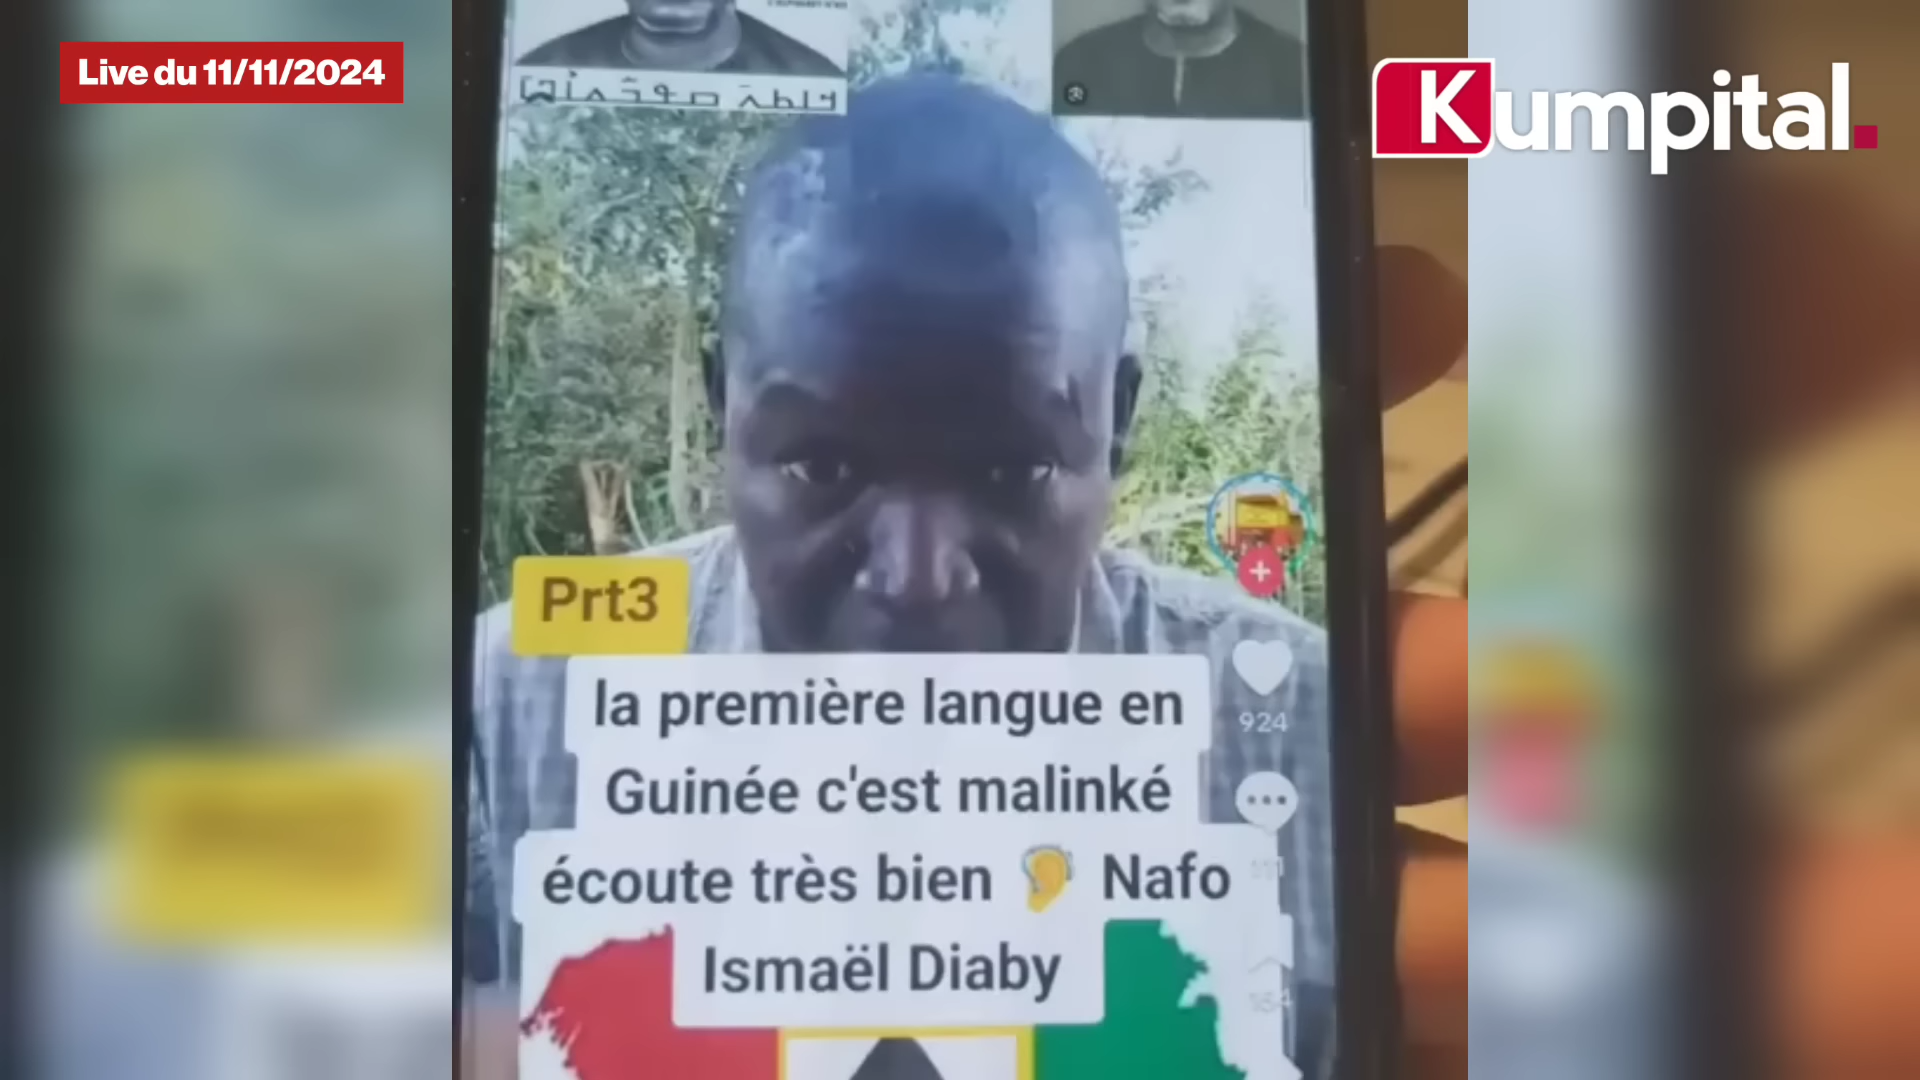 Live du 11/11/2024
Kumpital.
Prt3
la première langue en
Guinée c'est malinké
écoute très bien 👂 Nafo
Ismaël Diaby
924